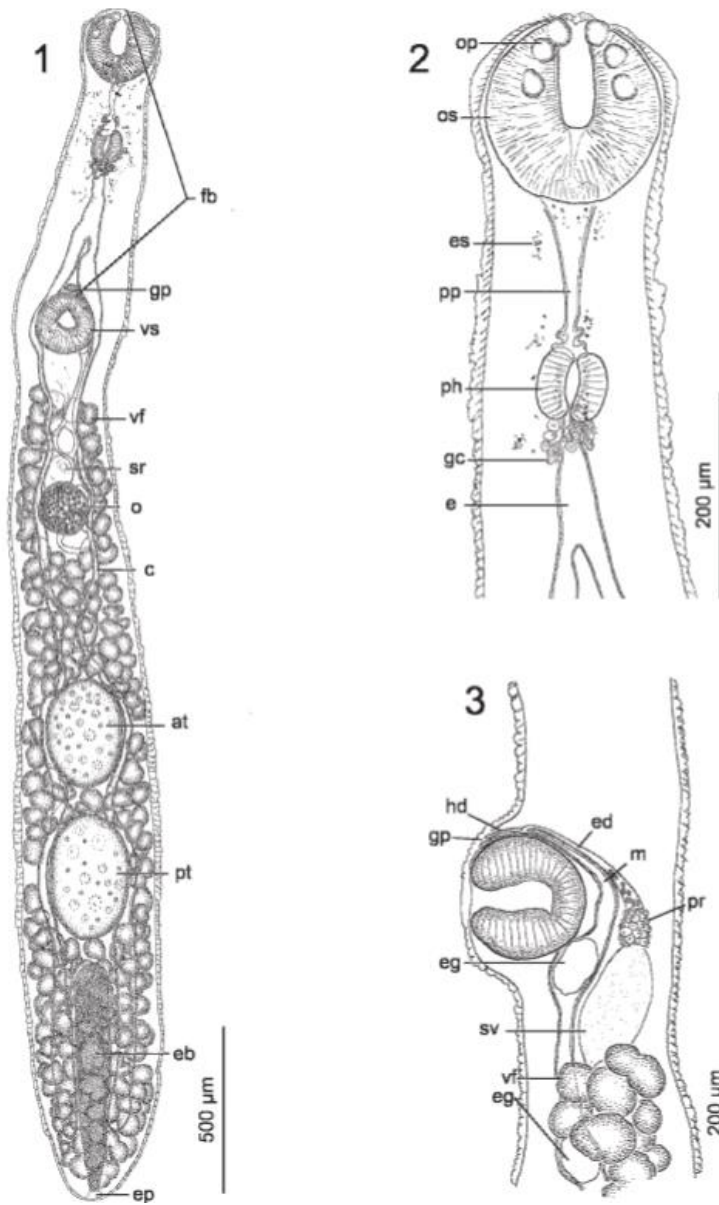 1
fb
gp
vs
vf
sr
o
c
at
pt
eb
ep
500 µm
2
op
os
es
pp
ph
gc
e
200 µm
3
hd
gp
ed
m
pr
eg
sv
vf
eg
200 µm